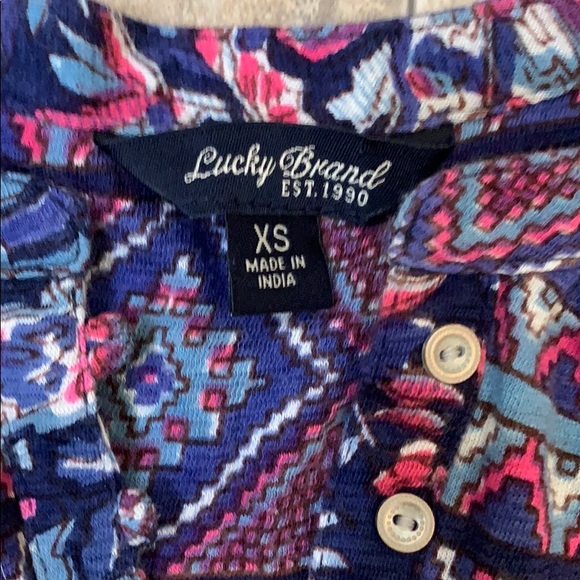 Lucky Brand
EST. 1990
XS
MADE IN
INDIA